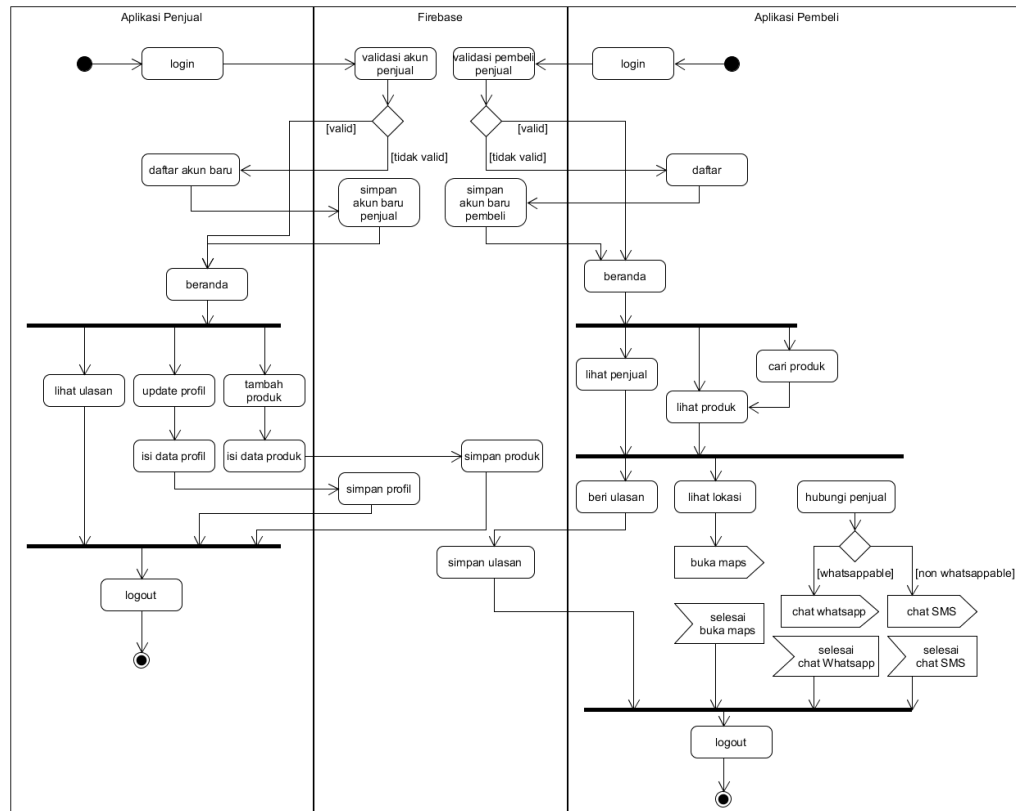 Aplikasi Penjual
Firebase
Aplikasi Pembeli
login
validasi akun
penjual
validasi pembeli
penjual
login
[valid]
[tidak valid]
[valid]
[tidak valid]
daftar akun baru
daftar
simpan
akun baru
penjual
simpan
akun baru
pembeli
beranda
beranda
lihat ulasan
update profil
tambah
produk
lihat penjual
cari produk
lihat produk
isi data profil
isi data produk
simpan produk
simpan profil
beri ulasan
lihat lokasi
hubungi penjual
simpan ulasan
buka maps
[whatsappable]
[non whatsappable]
logout
chat whatsapp
chat SMS
selesai
buka maps
selesai
chat Whatsapp
selesai
chat SMS
logout